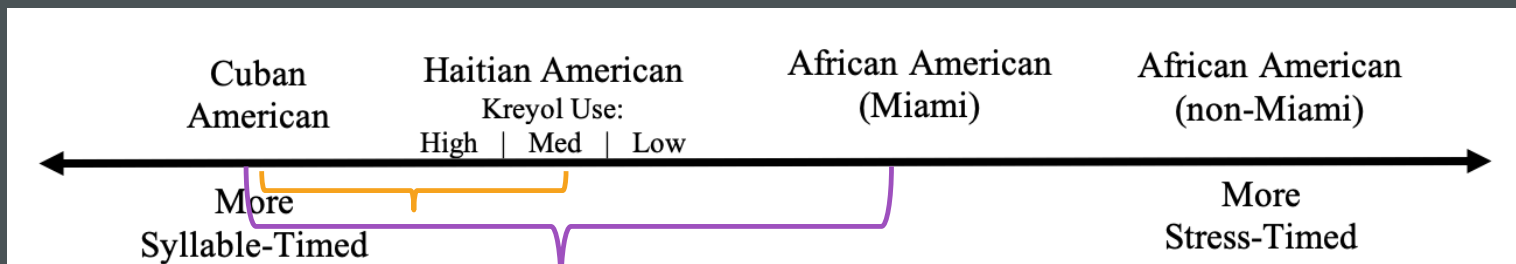 Cuban
American
Haitian American
Kreyol Use:
High | Med | Low
African American
(Miami)
African American
(non-Miami)
More
Syllable-Timed
More
Stress-Timed